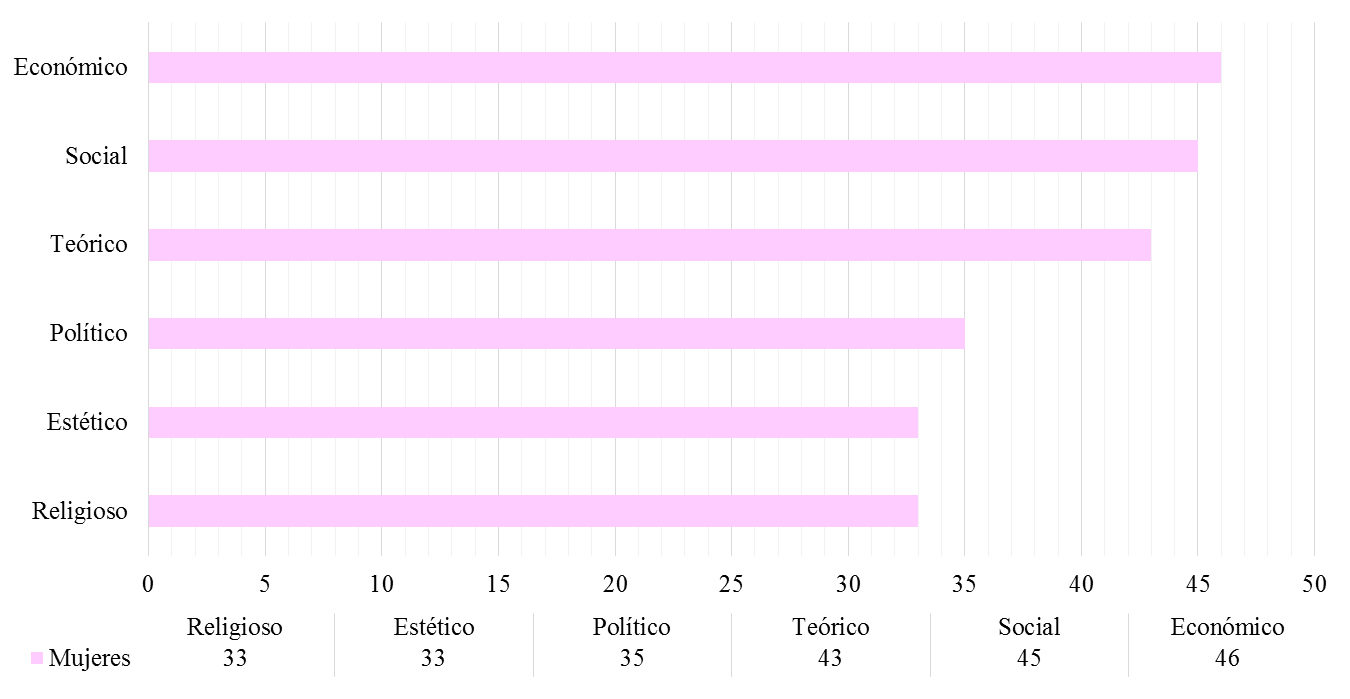 Económico
Social
Teórico
Político
Estético
Religioso
0 5 10 15 20 25 30 35 40 45 50
Religioso Estético Político Teórico Social Económico
Mujeres 33 33 35 43 45 46